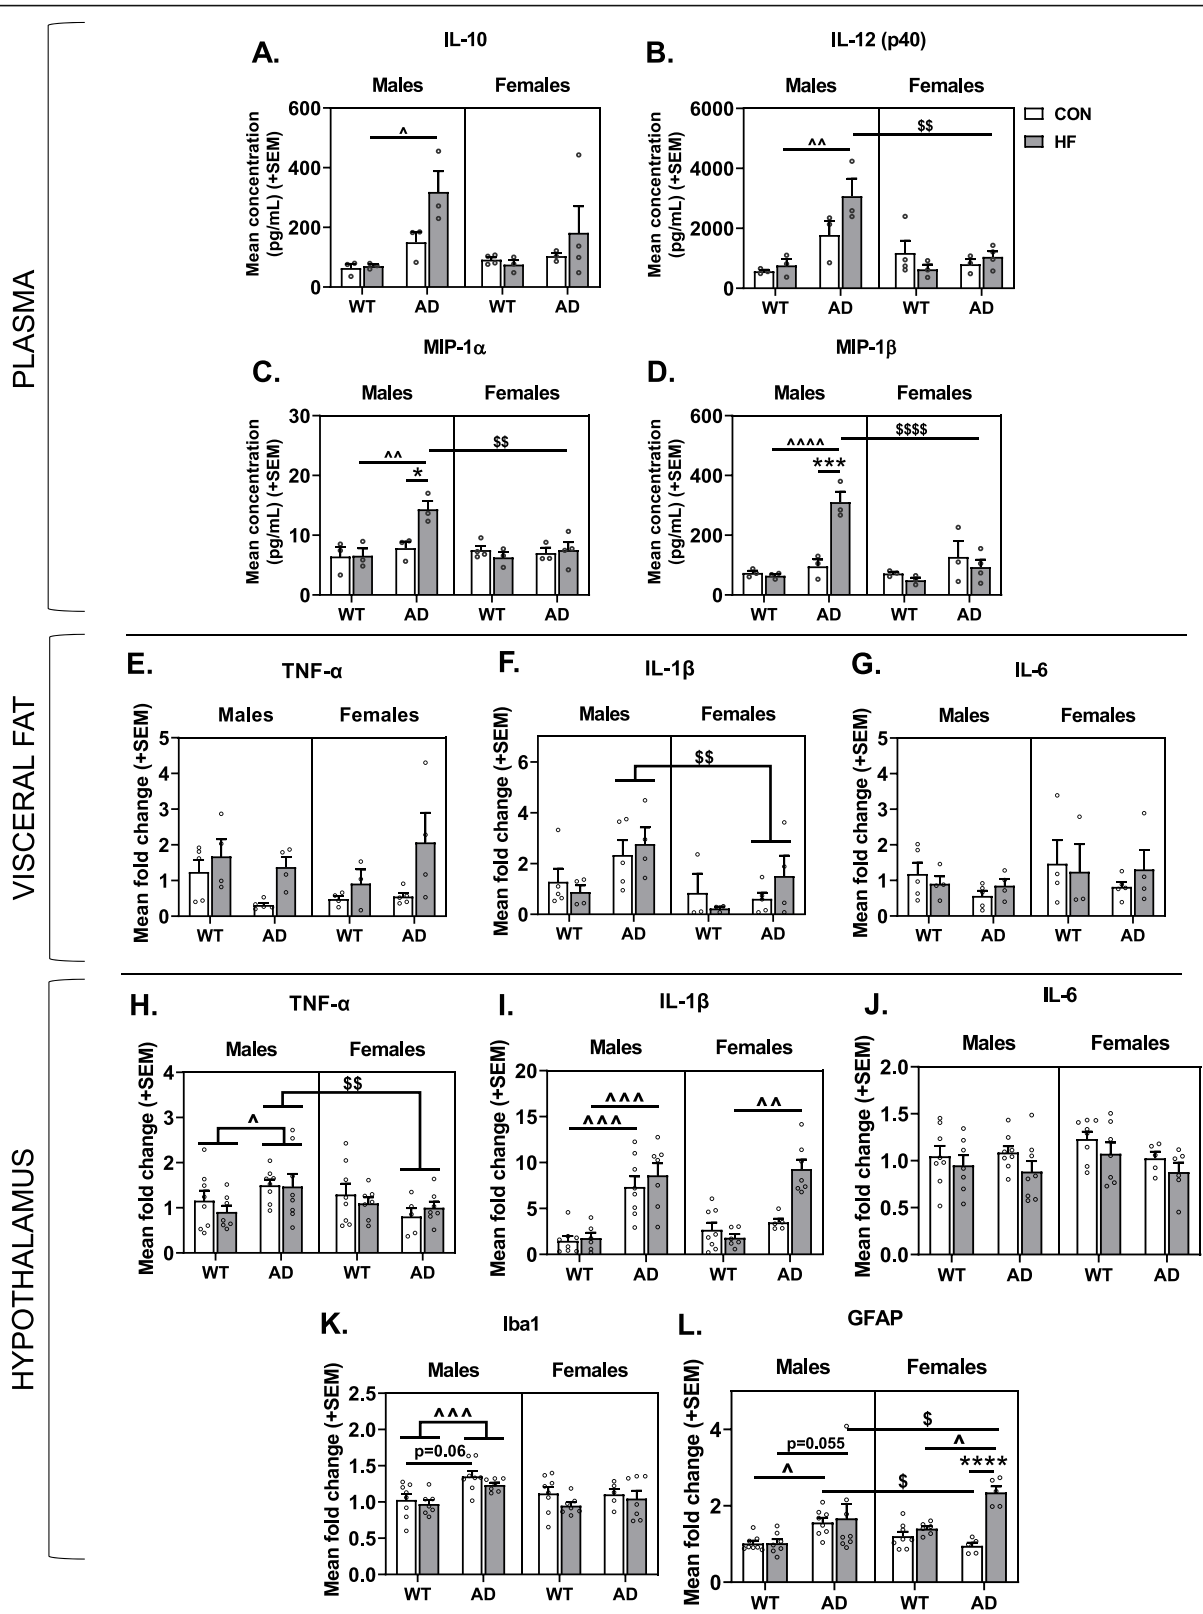 PLASMA
A.
IL-10
Males Females
Mean concentration
(pg/mL) (+SEM)
600
400
200
0
^
WT AD WT AD
B.
IL-12 (p40)
Males Females
Mean concentration
(pg/mL) (+SEM)
6000
4000
2000
0
^^
$$
WT AD WT AD
CON
HF
C.
MIP-1α
Males Females
Mean concentration
(pg/mL) (+SEM)
30
20
10
0
^^
*
$$
WT AD WT AD
D.
MIP-1β
Males Females
Mean concentration
(pg/mL) (+SEM)
600
400
200
0
^^^^
***
$$$$
WT AD WT AD
VISCERAL FAT
E.
TNF-α
Males Females
Mean fold change (+SEM)
5
4
3
2
1
0
WT AD WT AD
F.
IL-1β
Males Females
Mean fold change (+SEM)
6
4
2
0
$$
WT AD WT AD
G.
IL-6
Males Females
Mean fold change (+SEM)
5
4
3
2
1
0
WT AD WT AD
HYPOTHALAMUS
H.
TNF-α
Males Females
Mean fold change (+SEM)
4
3
2
1
0
^
$$
WT AD WT AD
I.
IL-1β
Males Females
Mean fold change (+SEM)
20
15
10
5
0
^^^
^^^
^^
WT AD WT AD
J.
IL-6
Males Females
Mean fold change (+SEM)
2.0
1.5
1.0
0.5
0.0
WT AD WT AD
K.
Iba1
Males Females
Mean fold change (+SEM)
2.5
2.0
1.5
1.0
0.5
0.0
^^^
p=0.06
WT AD WT AD
L.
GFAP
Males Females
Mean fold change (+SEM)
4
2
0
$
p=0.055
^
^
****
$
WT AD WT AD